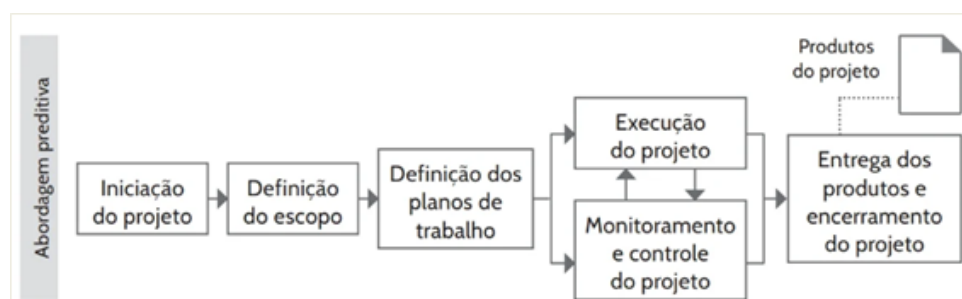 Abordagem preditiva
Iniciação
do projeto
Definição
do escopo
Definição dos
planos de
trabalho
Execução
do projeto
Monitoramento
e controle
do projeto
Produtos
do projeto
Entrega dos
produtos e
encerramento
do projeto